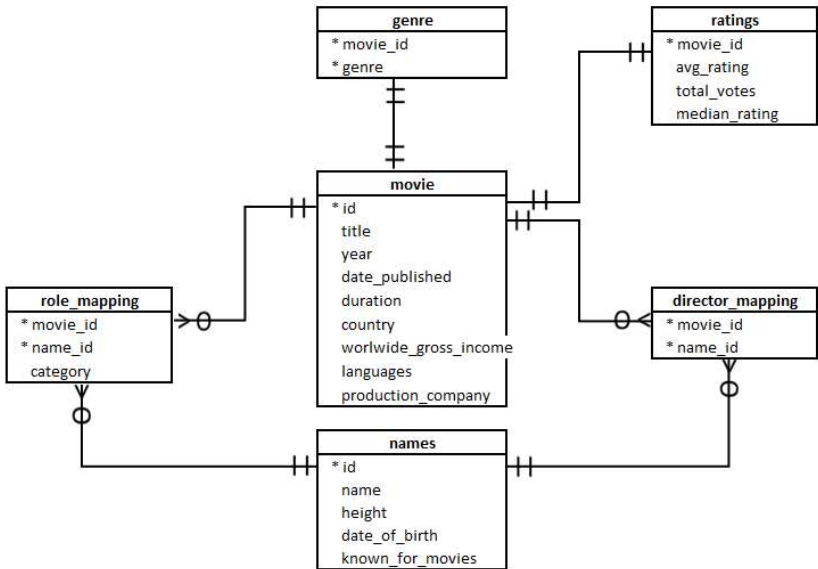 genre
* movie_id
* genre
ratings
* movie_id
avg_rating
total_votes
median_rating
movie
* id
title
year
date_published
duration
country
worlwide_gross_income
languages
production_company
role_mapping
* movie_id
* name_id
category
director_mapping
* movie_id
* name_id
names
* id
name
height
date_of_birth
known_for_movies